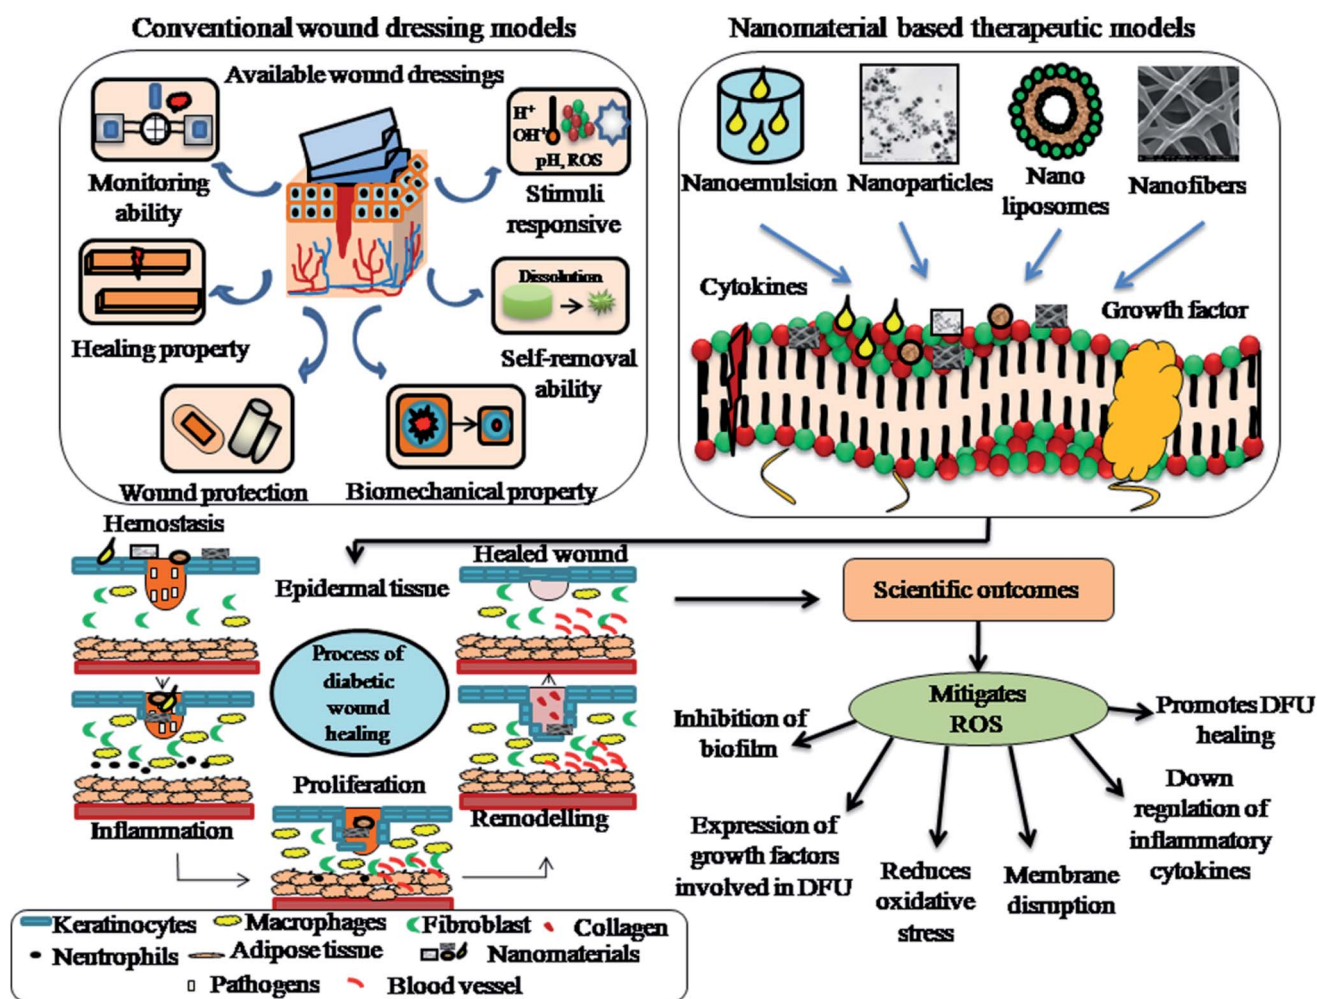 Conventional wound dressing models
Available wound dressings
Monitoring
ability
H+
OH+
pH, ROS
Stimuli
responsive
Healing property
Dissolution
Self-removal
ability
Wound protection
Biomechanical property
Nanomaterial based therapeutic models
Nanoemulsion
Nanoparticles
Nano
liposomes
Nanofibers
Cytokines
Growth factor
Hemostasis
Epidermal tissue
Healed wound
Process of
diabetic
wound
healing
Inflammation
Proliferation
Remodelling
Scientific outcomes
Mitigates
ROS
Inhibition of
biofilm
Expression of
growth factors
involved in DFU
Reduces
oxidative
stress
Membrane
disruption
Down
regulation of
inflammatory
cytokines
Promotes DFU
healing
Keratinocytes
Macrophages
Fibroblast
Collagen
Neutrophils
Adipose tissue
Nanomaterials
Pathogens
Blood vessel